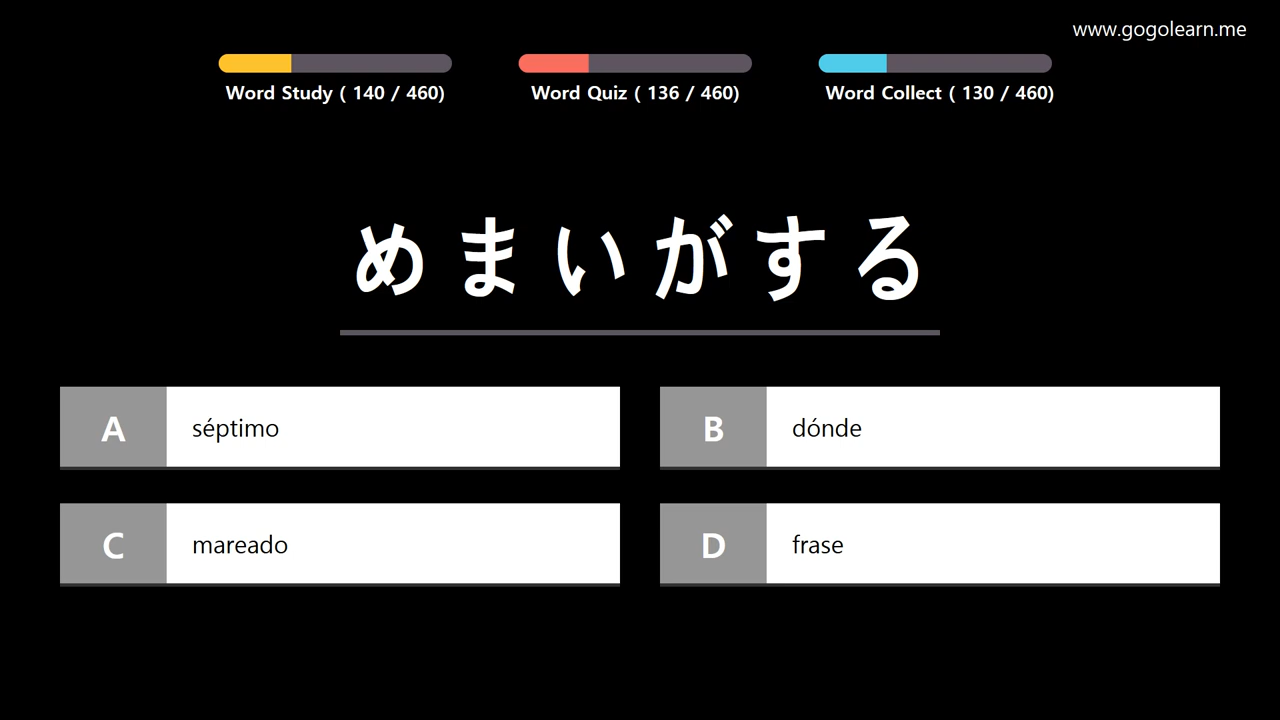 www.gogolearn.me
Word Study ( 140 / 460)
Word Quiz ( 136 / 460)
Word Collect ( 130 / 460)
めまいがする
A séptimo
B dónde
C mareado
D frase